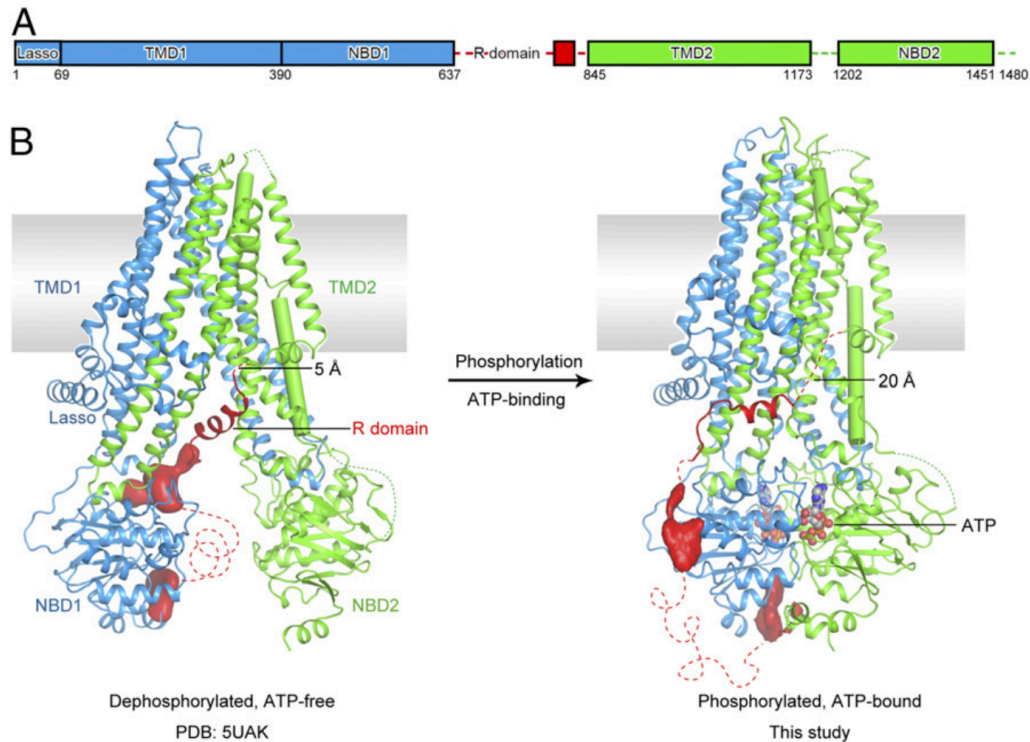 A
Lasso TMD1 NBD1 R domain TMD2 NBD2
1 69 390 637 845 1173 1202 1451 1480
B
TMD1 TMD2
5 Å
Phosphorylation
20 Å
ATP-binding
Lasso
R domain
ATP
NBD1 NBD2
Dephosphorylated, ATP-free Phosphorylated, ATP-bound
PDB: 5UAK This study